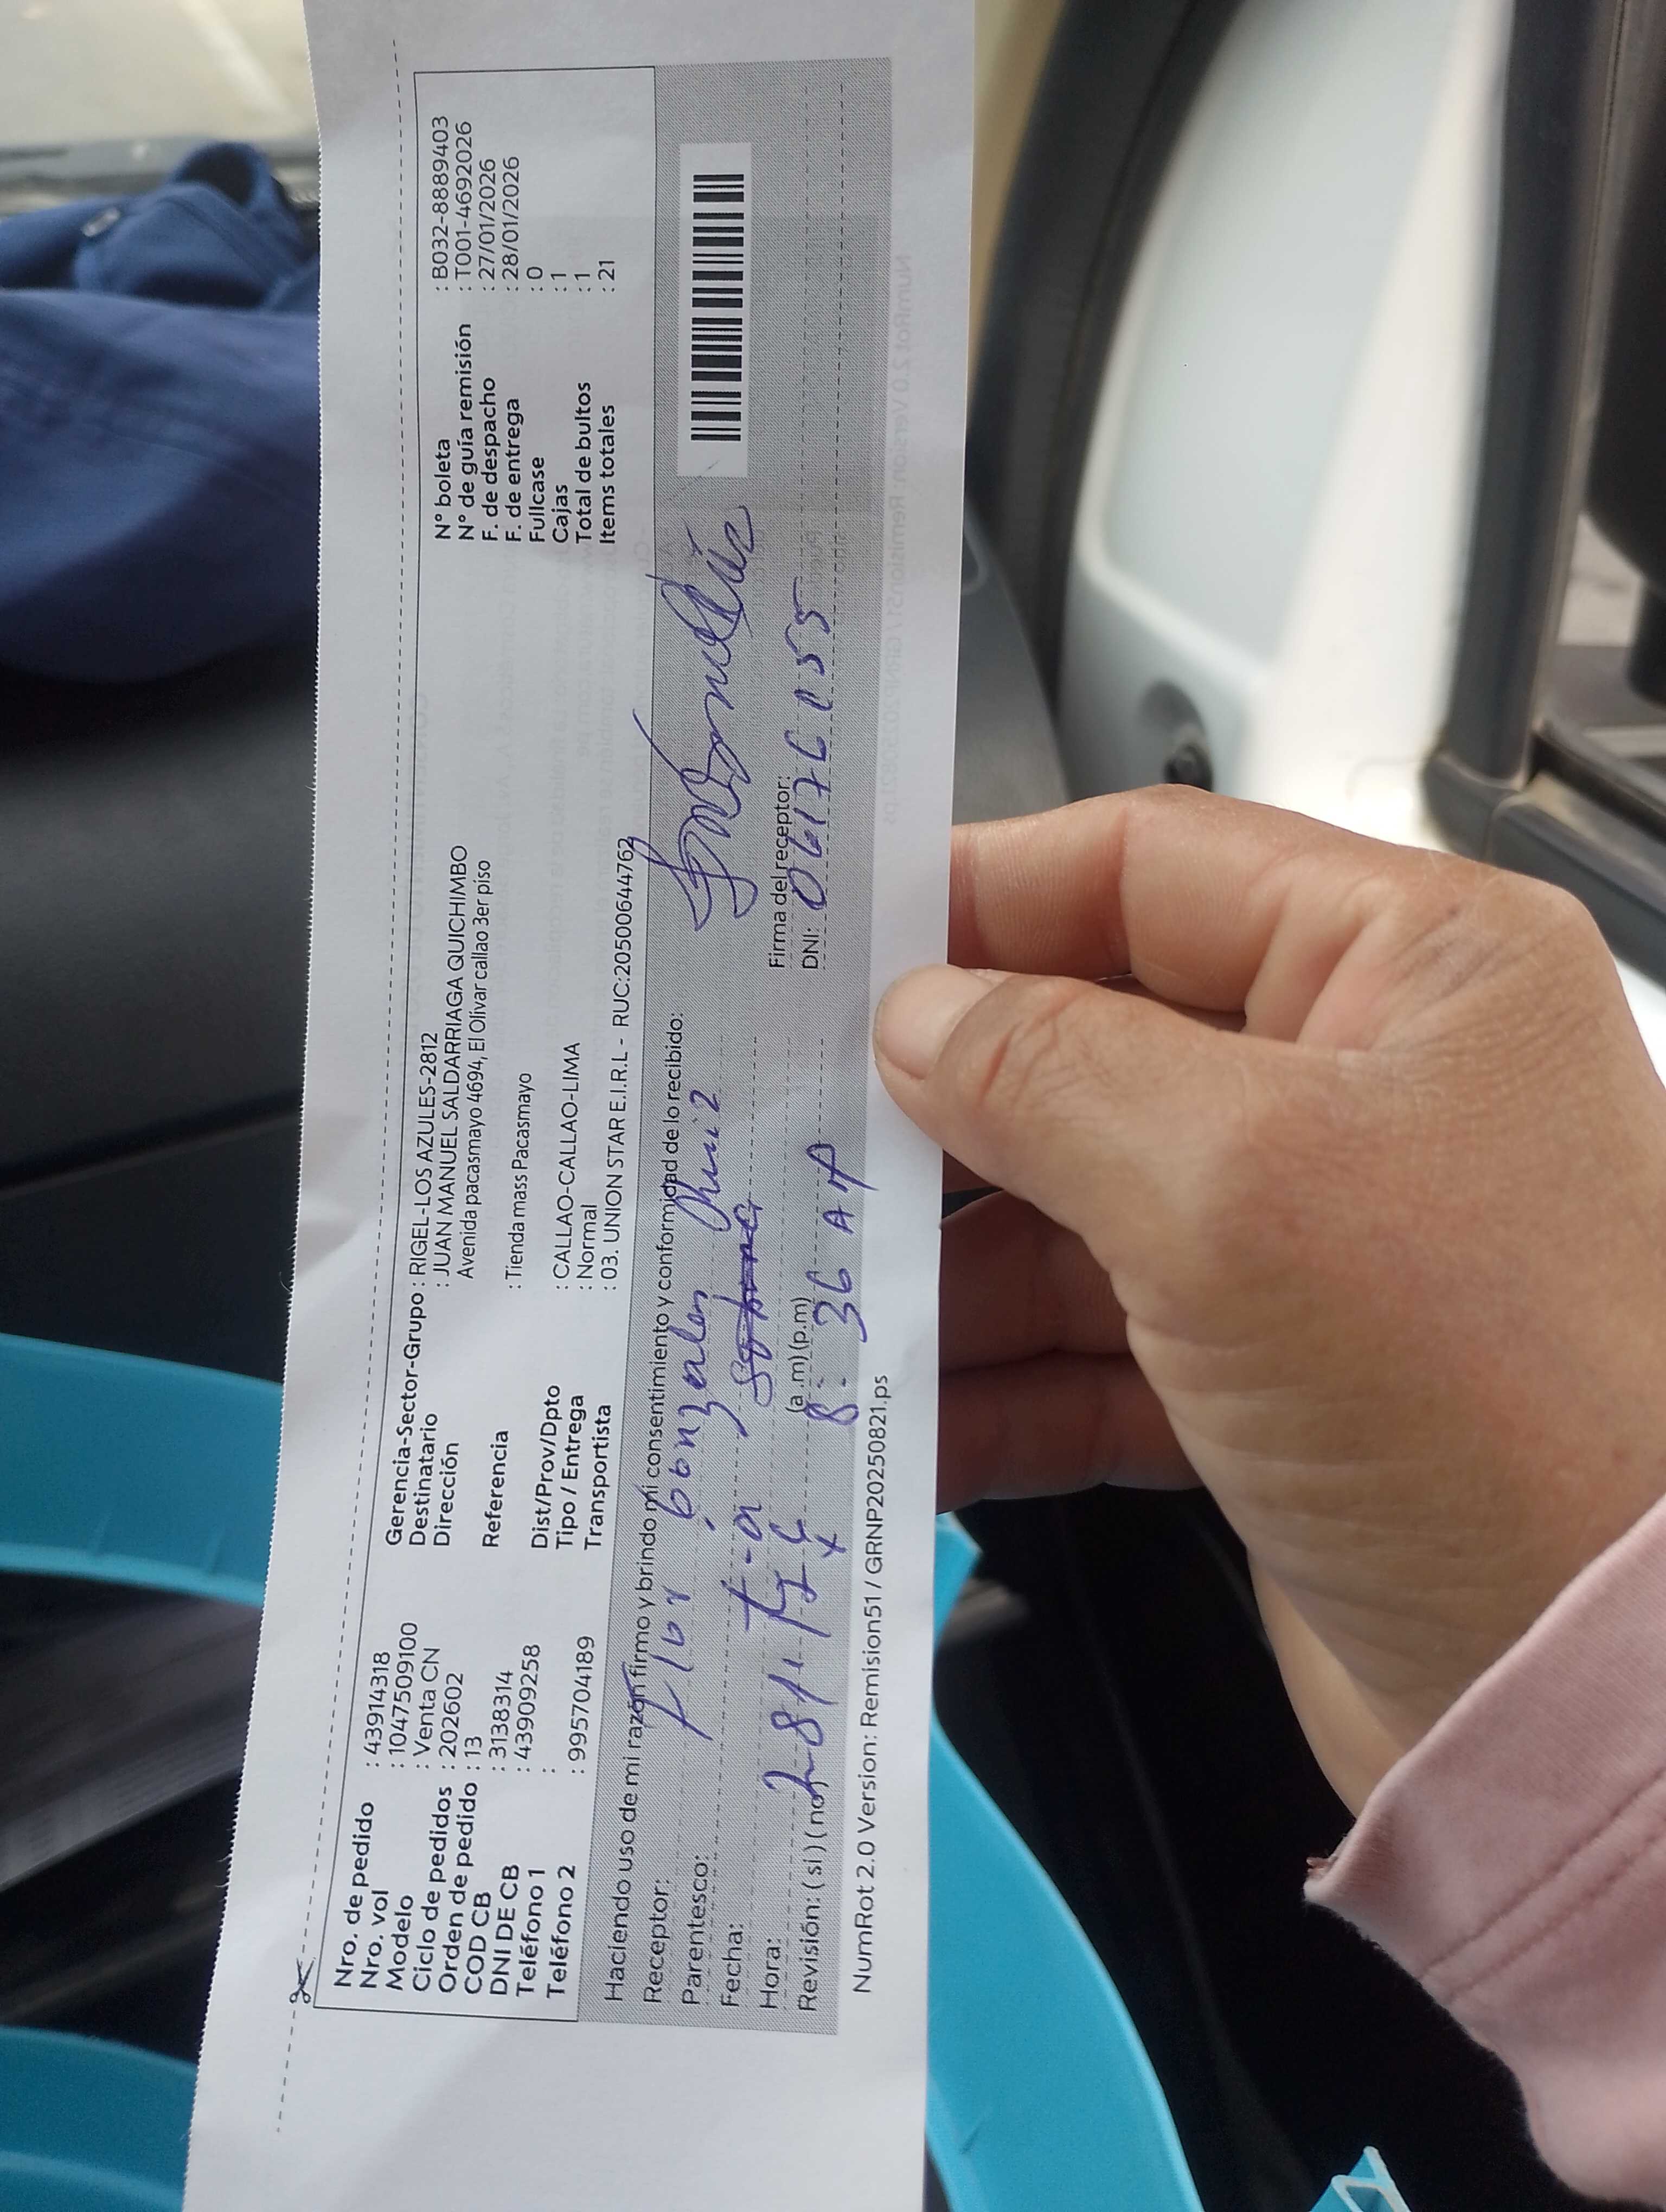 Nro. de pedido : 43914318
Nro. vol : 1047509100
Modelo : Venta CN
Ciclo de pedidos : 202602
Orden de pedido : 13
COD CB : 3138314
DNI DE CB : 43909258
Teléfono 1 :
Teléfono 2 : 995704189
Gerencia-Sector-Grupo : RIGEL-LOS AZULES-2812
Destinatario : JUAN MANUEL SALDARRIAGA QUICHIMBO
Dirección Avenida pacasmayo 4694, El Olivar callao 3er piso
Referencia : Tienda mass Pacasmayo
Dist/Prov/Dpto : CALLAO-CALLAO-LIMA
Tipo / Entrega : Normal
Transportista : 03. UNION STAR E.I.R.L - RUC:20500644762
N° boleta : B032-8889403
N° de guía remisión : T001-4692026
F. de despacho : 27/01/2026
F. de entrega : 28/01/2026
Fullcase : 0
Cajas : 1
Total de bultos : 1
Items totales : 21
Haciendo uso de mi razón firmo y brindo mi consentimiento y conformidad de lo recibido:
Receptor: Flor Gonzales
Parentesco:
Fecha:
Hora: (a.m) (p.m)
Revisión: ( si ) ( no ) 8:36 A
Firma del receptor:
DNI:
NumRot 2.0 Version: Remision51 / GRNP20250821.ps